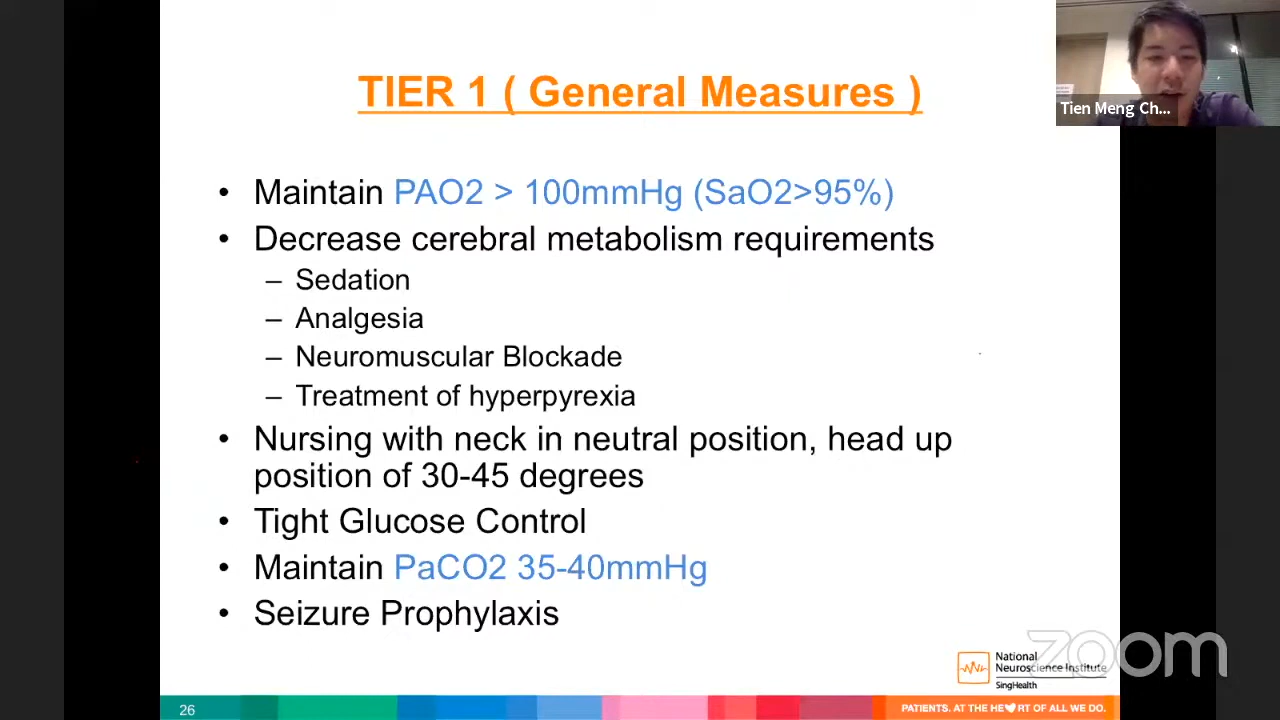 TIER 1 ( General Measures )
Tien Meng Ch...
• Maintain PAO2 > 100mmHg (SaO2>95%)
• Decrease cerebral metabolism requirements
– Sedation
– Analgesia
– Neuromuscular Blockade
– Treatment of hyperpyrexia
• Nursing with neck in neutral position, head up
position of 30-45 degrees
• Tight Glucose Control
• Maintain PaCO2 35-40mmHg
• Seizure Prophylaxis
zoom
National
Neuroscience Institute
SingHealth
26
PATIENTS. AT THE HE♥RT OF ALL WE DO.